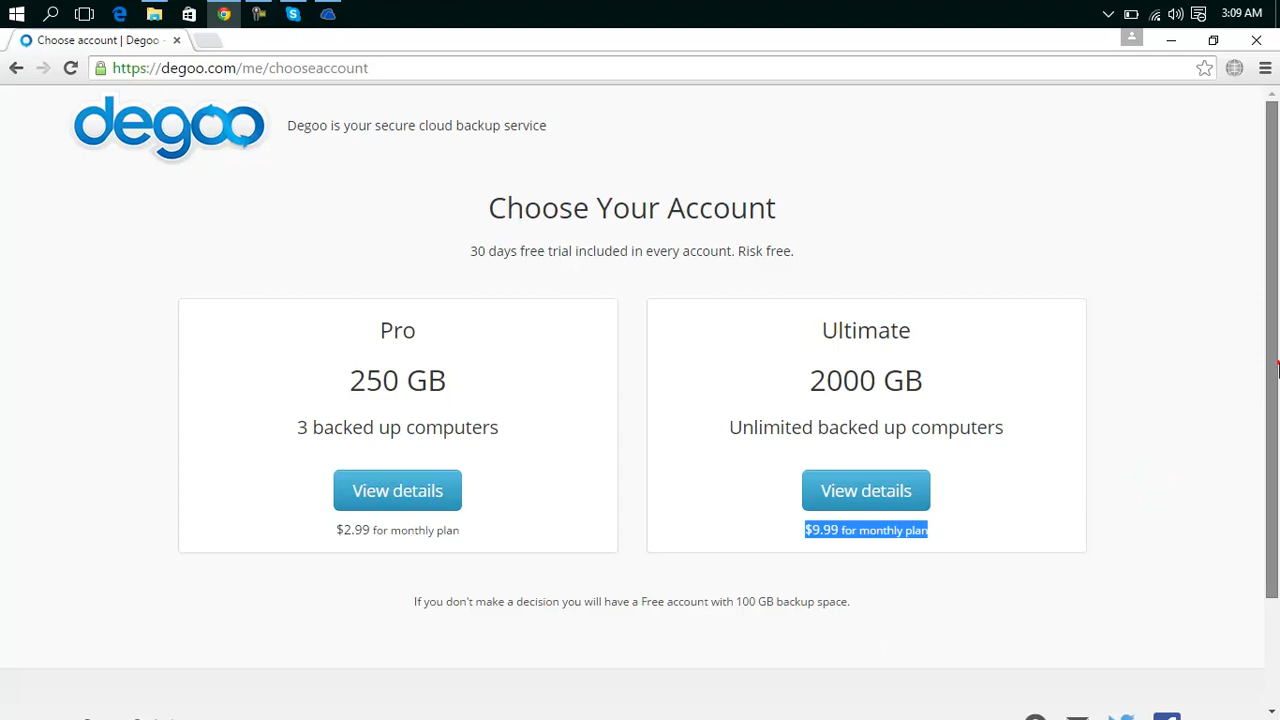 3:09 AM
Choose account | Degoo -
https://degoo.com/me/chooseaccount
degoo
Degoo is your secure cloud backup service
Choose Your Account
30 days free trial included in every account. Risk free.
Pro
250 GB
3 backed up computers
View details
$2.99 for monthly plan
Ultimate
2000 GB
Unlimited backed up computers
View details
$9.99 for monthly plan
If you don't make a decision you will have a Free account with 100 GB backup space.